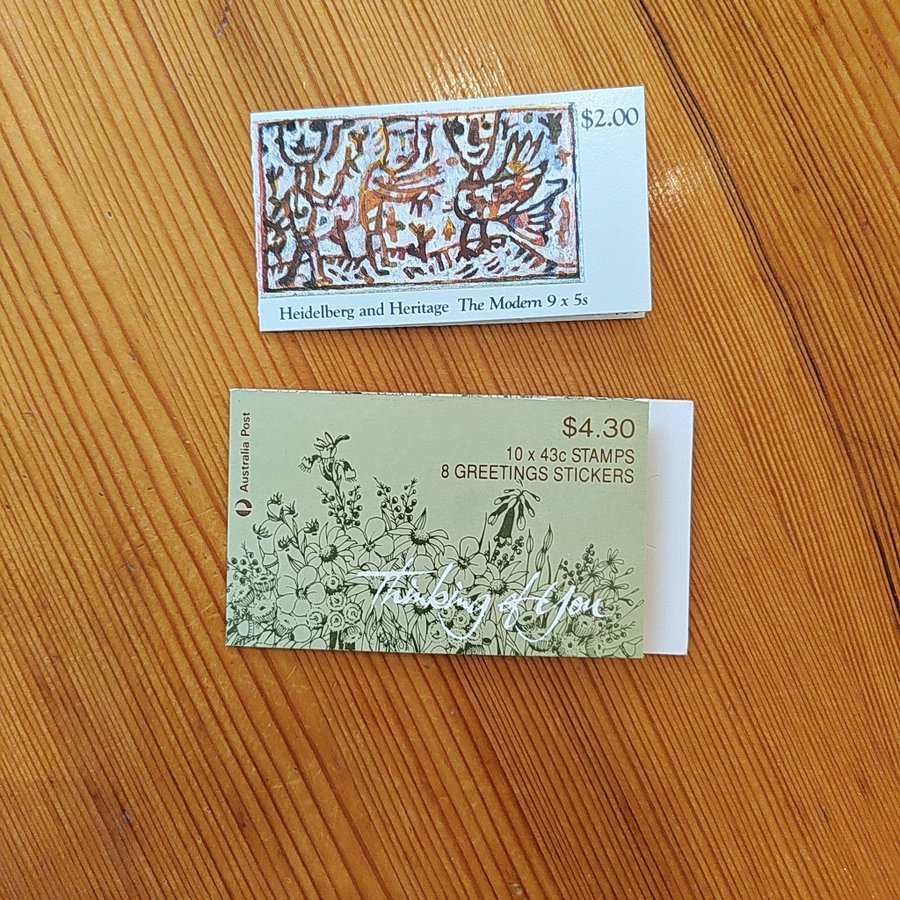 $2.00
Heidelberg and Heritage The Modern 9 x 5s
Australia Post
$4.30
10 x 43c STAMPS
8 GREETINGS STICKERS
Thinking of You